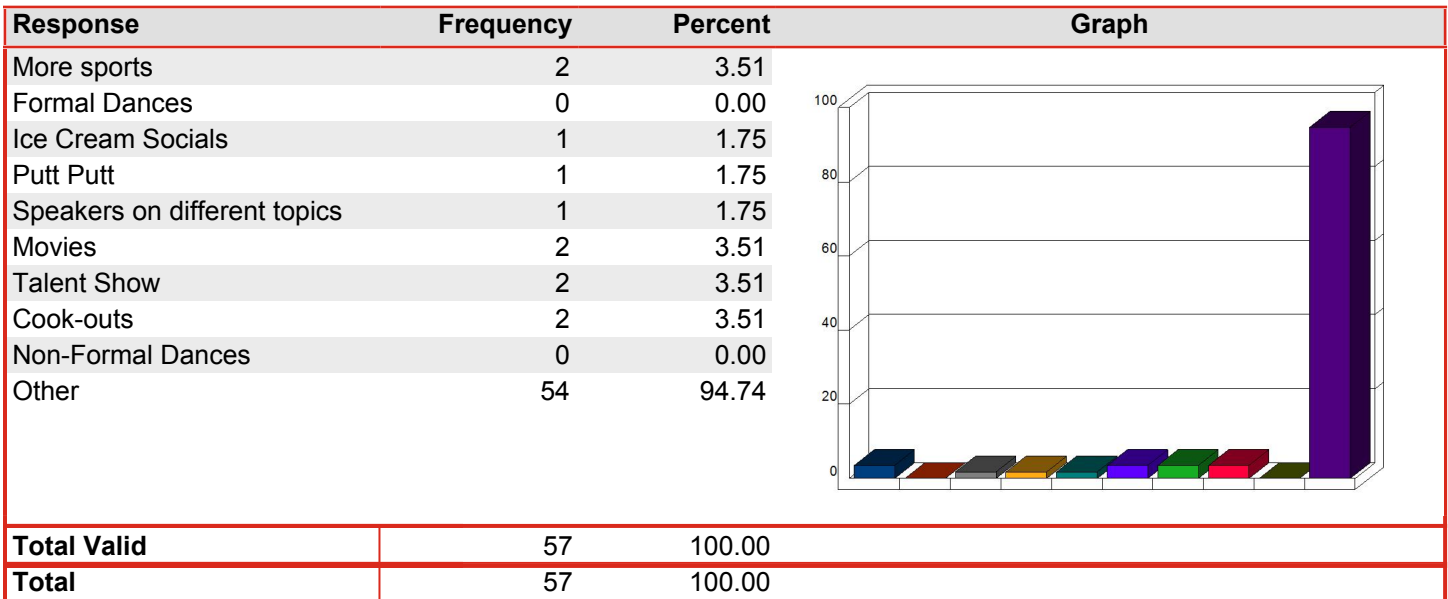 Response Frequency Percent Graph
More sports 2 3.51
Formal Dances 0 0.00
Ice Cream Socials 1 1.75
Putt Putt 1 1.75
Speakers on different topics 1 1.75
Movies 2 3.51
Talent Show 2 3.51
Cook-outs 2 3.51
Non-Formal Dances 0 0.00
Other 54 94.74
100
80
60
40
20
0
Total Valid 57 100.00
Total 57 100.00